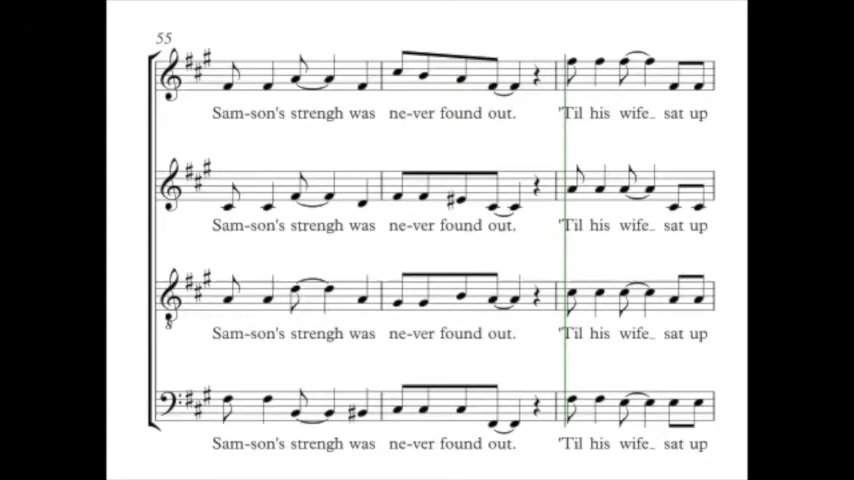 55
Sam-son's strengh was ne-ver found out. 'Til his wife_ sat up
Sam-son's strengh was ne-ver found out. 'Til his wife_ sat up
8
Sam-son's strengh was ne-ver found out. 'Til his wife_ sat up
Sam-son's strengh was ne-ver found out. 'Til his wife_ sat up